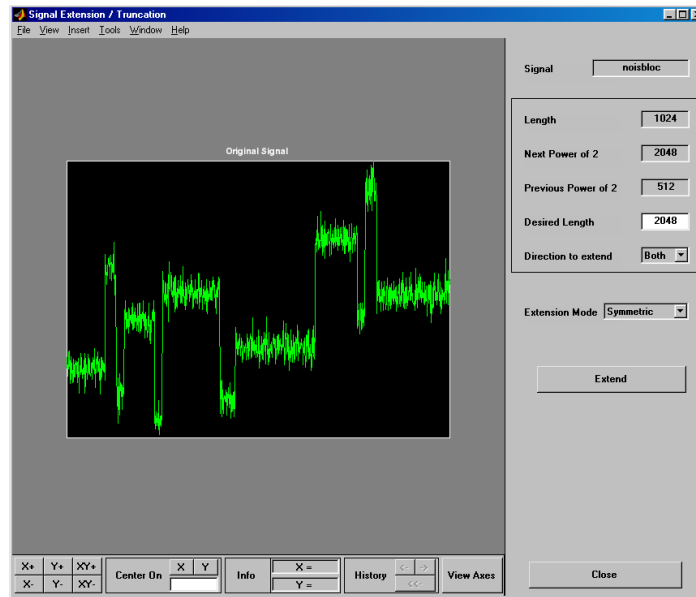 Signal Extension / Truncation
File View Insert Tools Window Help
Signal noisbloc
Length 1024
Next Power of 2 2048
Previous Power of 2 512
Desired Length 2048
Direction to extend Both
Extension Mode Symmetric
Extend
Original Signal
X+ Y+ XY+
X- Y- XY-
Center On X Y
Info X =
Y =
History <- ->
<<-
View Axes
Close